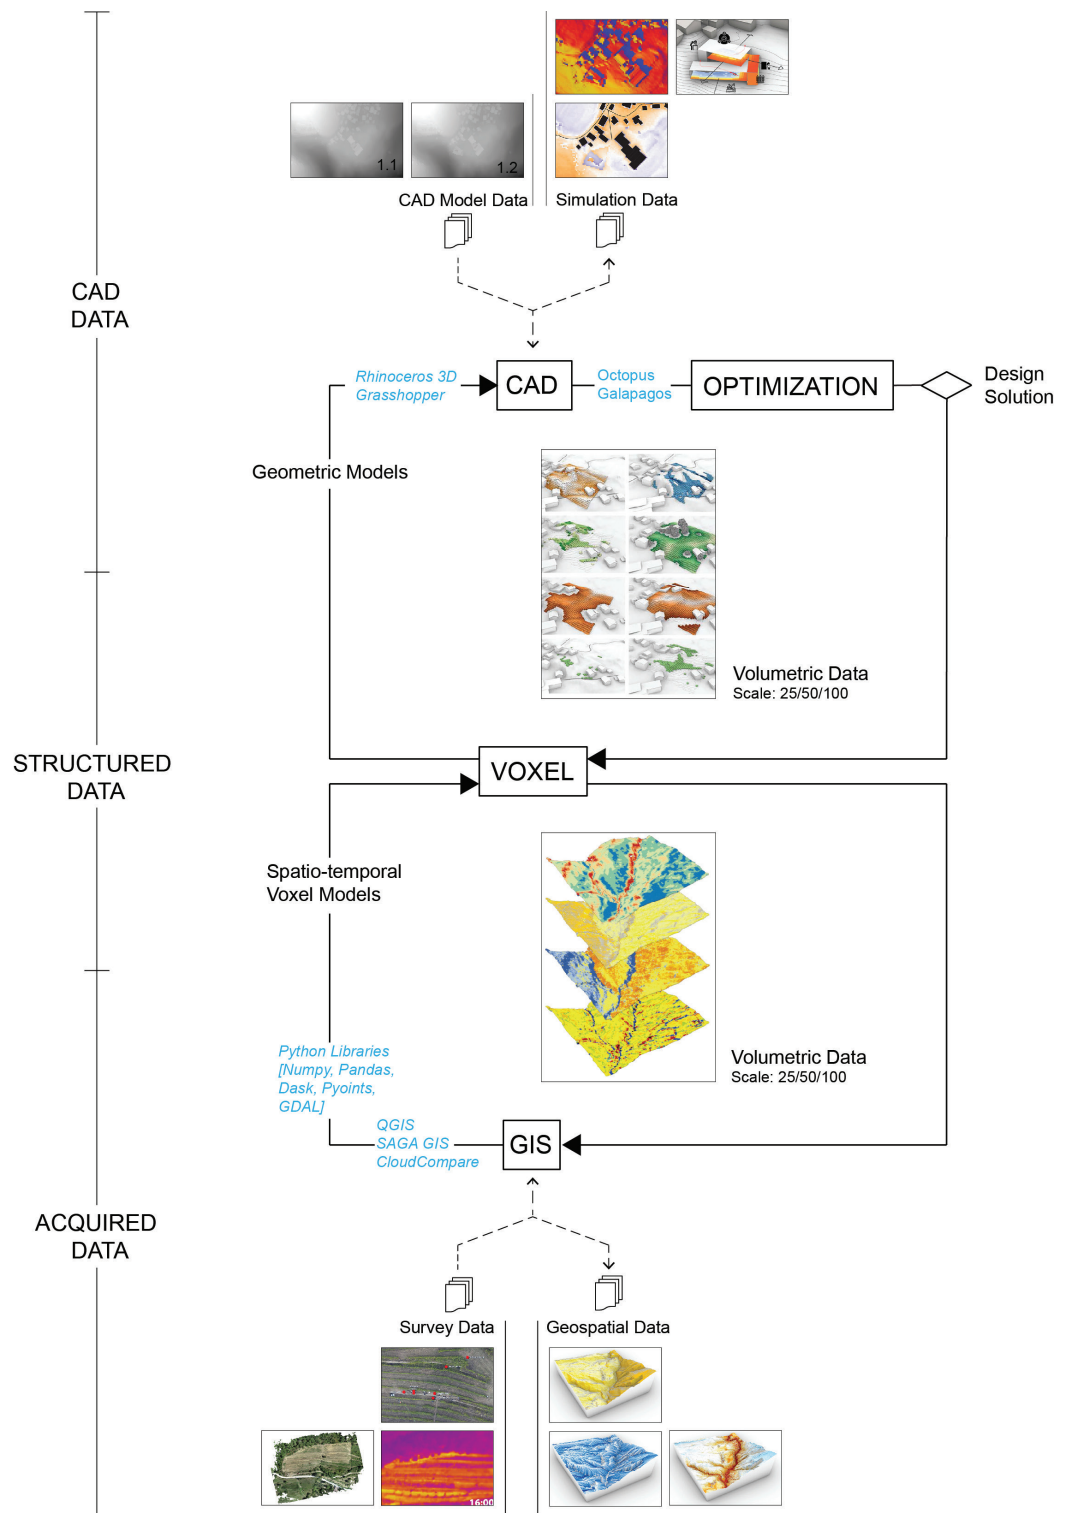 1.1
1.2
CAD Model Data
Simulation Data
CAD
DATA
Rhinoceros 3D
Grasshopper
CAD
Octopus
Galapagos
OPTIMIZATION
Design
Solution
Geometric Models
Volumetric Data
Scale: 25/50/100
STRUCTURED
DATA
VOXEL
Spatio-temporal
Voxel Models
Volumetric Data
Scale: 25/50/100
Python Libraries
[Numpy, Pandas,
Dask, Pyoints,
GDAL]
QGIS
SAGA GIS
CloudCompare
GIS
ACQUIRED
DATA
Survey Data
Geospatial Data
16:00